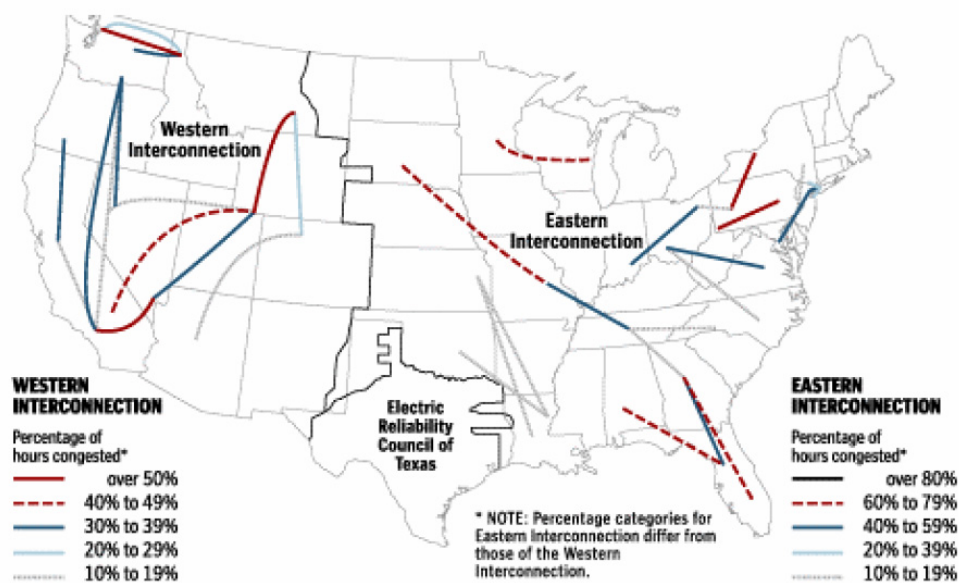 Western
Interconnection
Eastern
Interconnection
Electric
Reliability
Council of
Texas
WESTERN
INTERCONNECTION
Percentage of
hours congested*
over 50%
40% to 49%
30% to 39%
20% to 29%
10% to 19%
* NOTE: Percentage categories for
Eastern Interconnection differ from
those of the Western
Interconnection.
EASTERN
INTERCONNECTION
Percentage of
hours congested*
over 80%
60% to 79%
40% to 59%
20% to 39%
10% to 19%